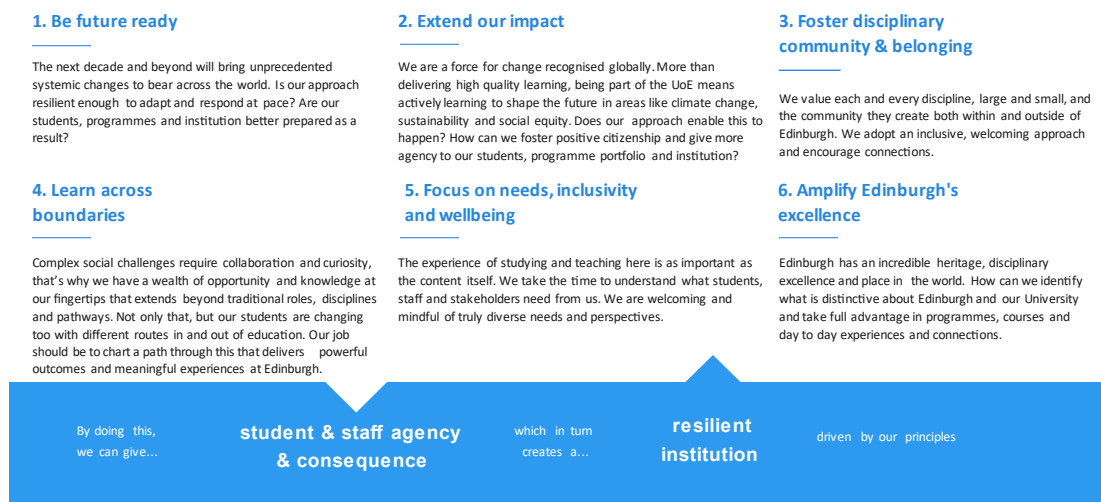 1. Be future ready
The next decade and beyond will bring unprecedented
systemic changes to bear across the world. Is our approach
resilient enough to adapt and respond at pace? Are our
students, programmes and institution better prepared as a
result?
2. Extend our impact
We are a force for change recognised globally. More than
delivering high quality learning, being part of the UoE means
actively learning to shape the future in areas like climate change,
sustainability and social equity. Does our approach enable this to
happen? How can we foster positive citizenship and give more
agency to our students, programme portfolio and institution?
3. Foster disciplinary
community & belonging
We value each and every discipline, large and small, and
the community they create both within and outside of
Edinburgh. We adopt an inclusive, welcoming approach
and encourage connections.
4. Learn across
boundaries
Complex social challenges require collaboration and curiosity,
that's why we have a wealth of opportunity and knowledge at
our fingertips that extends beyond traditional roles, disciplines
and pathways. Not only that, but our students are changing
too with different routes in and out of education. Our job
should be to chart a path through this that delivers powerful
outcomes and meaningful experiences at Edinburgh.
5. Focus on needs, inclusivity
and wellbeing
The experience of studying and teaching here is as important as
the content itself. We take the time to understand what students,
staff and stakeholders need from us. We are welcoming and
mindful of truly diverse needs and perspectives.
6. Amplify Edinburgh's
excellence
Edinburgh has an incredible heritage, disciplinary
excellence and place in the world. How can we identify
what is distinctive about Edinburgh and our University
and take full advantage in programmes, courses and
day to day experiences and connections.
By doing this,
we can give...
student & staff agency
& consequence
which in turn
creates a...
resilient
institution
driven by our principles